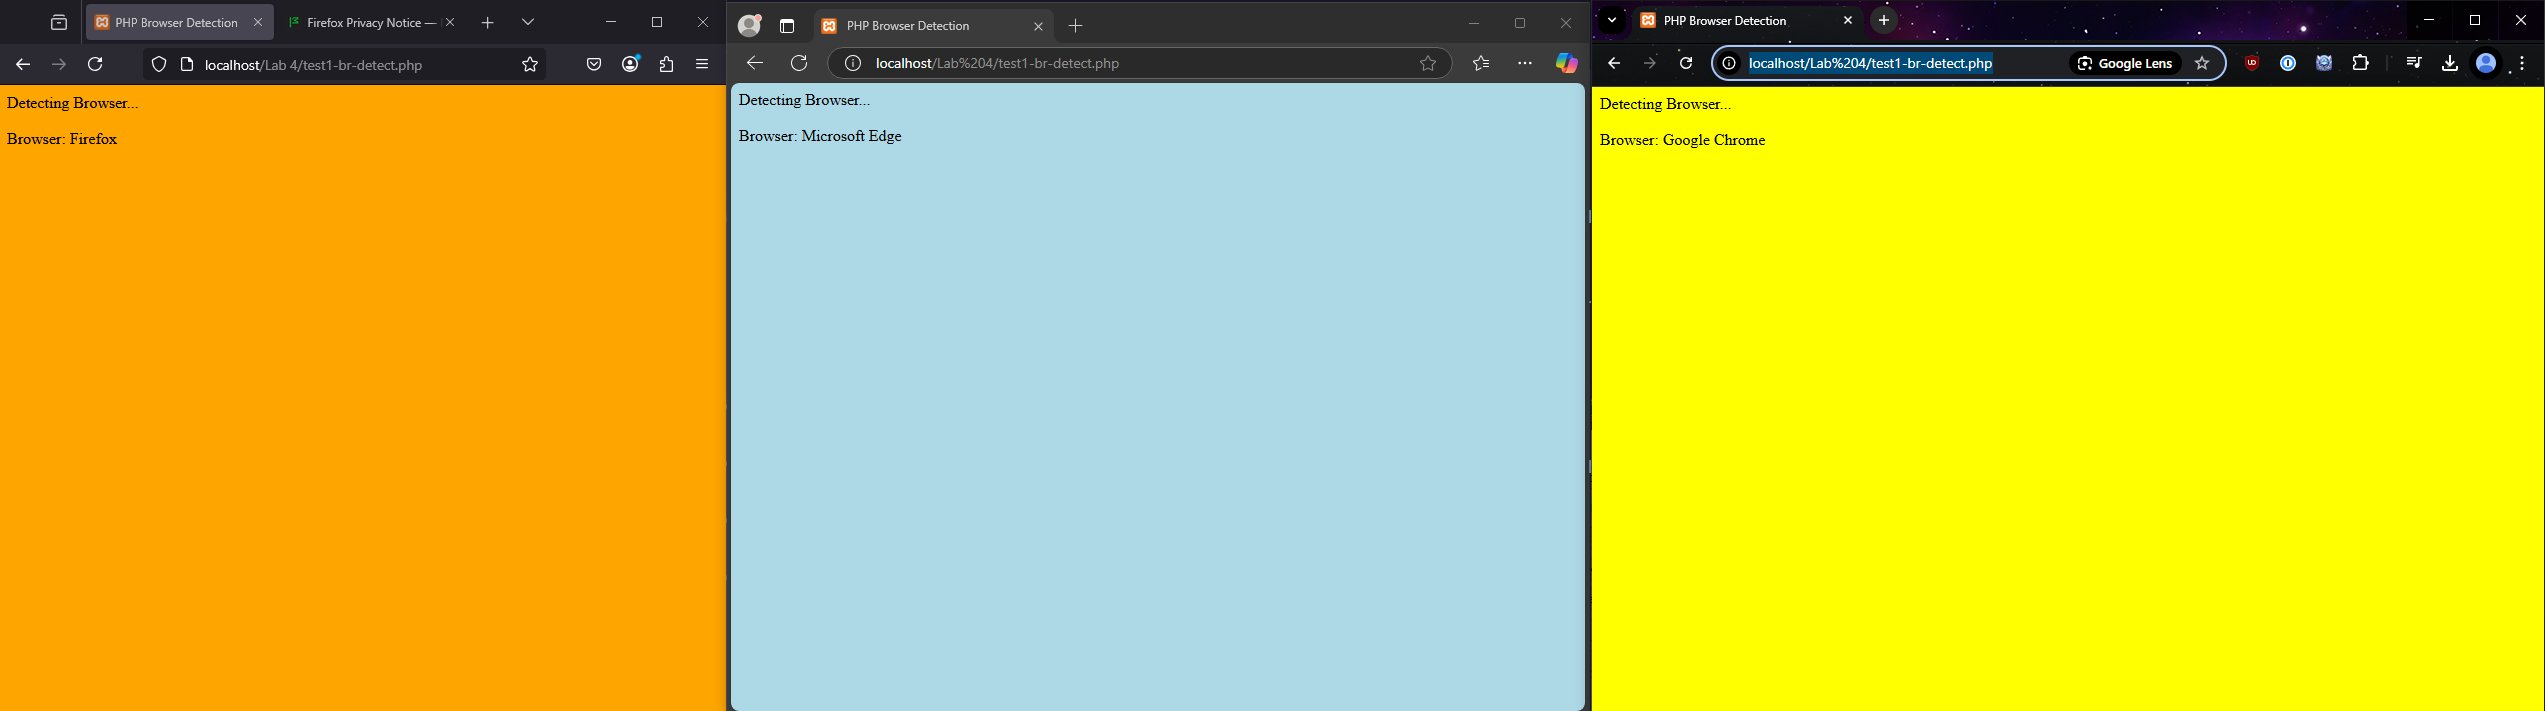 PHP Browser Detection
Firefox Privacy Notice —
localhost/Lab 4/test1-br-detect.php
Detecting Browser...
Browser: Firefox
PHP Browser Detection
localhost/Lab%204/test1-br-detect.php
Detecting Browser...
Browser: Microsoft Edge
PHP Browser Detection
localhost/Lab%204/test1-br-detect.php
Google Lens
Detecting Browser...
Browser: Google Chrome